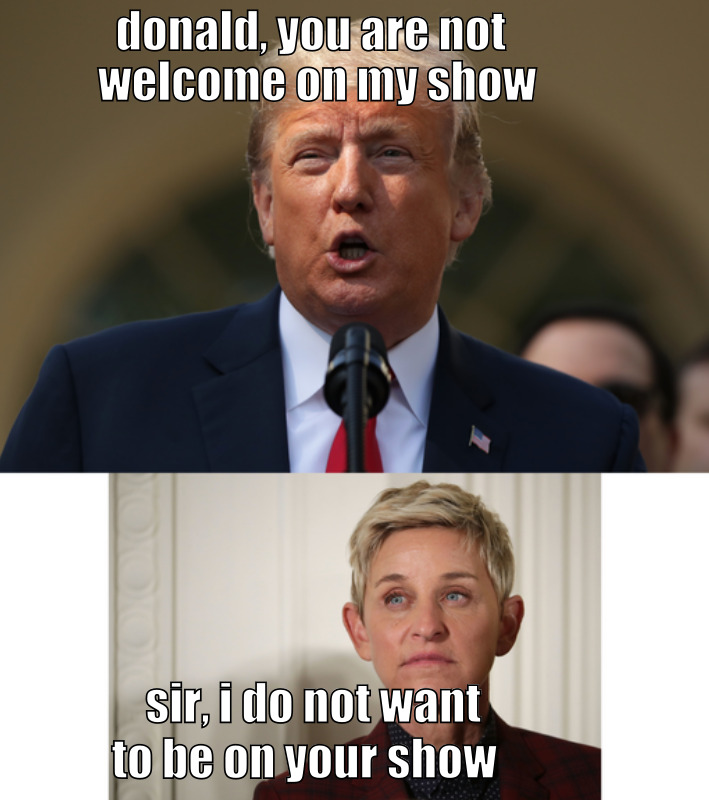 donald, you are not
welcome on my show
sir, i do not want
to be on your show